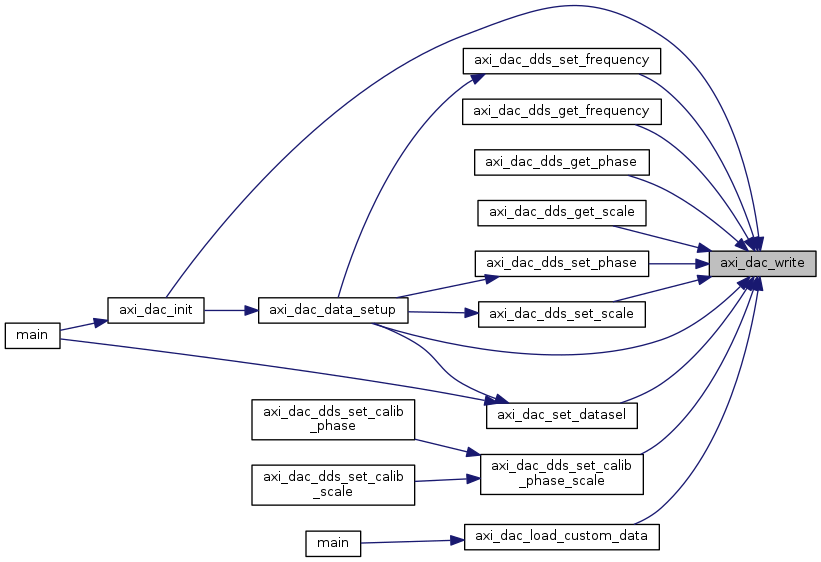 axi_dac_dds_set_frequency
axi_dac_dds_get_frequency
axi_dac_dds_get_phase
axi_dac_dds_get_scale
axi_dac_dds_set_phase
axi_dac_write
axi_dac_init
axi_dac_data_setup
axi_dac_dds_set_scale
main
axi_dac_set_datasel
axi_dac_dds_set_calib
_phase
axi_dac_dds_set_calib
_phase_scale
axi_dac_dds_set_calib
_scale
main
axi_dac_load_custom_data